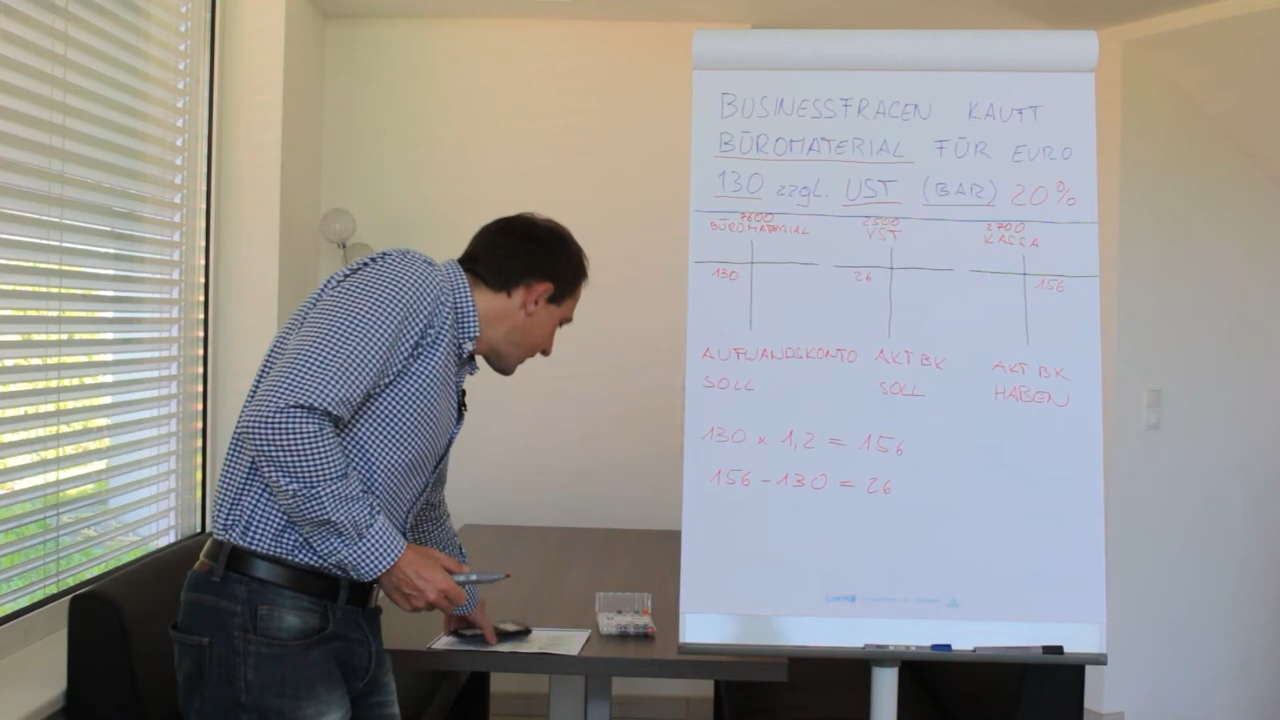 BUSINESSFRAGEN KAUFT
BÜROMATERIAL FÜR EURO
130 zzgl. UST (BAR) 20%
7600 2500 2700
BÜROMATERIAL VST KASSA
130 26 156
AUFWANDSKONTO AKT BK AKT BK
SOLL SOLL HABEN
130 x 1,2 = 156
156 - 130 = 26